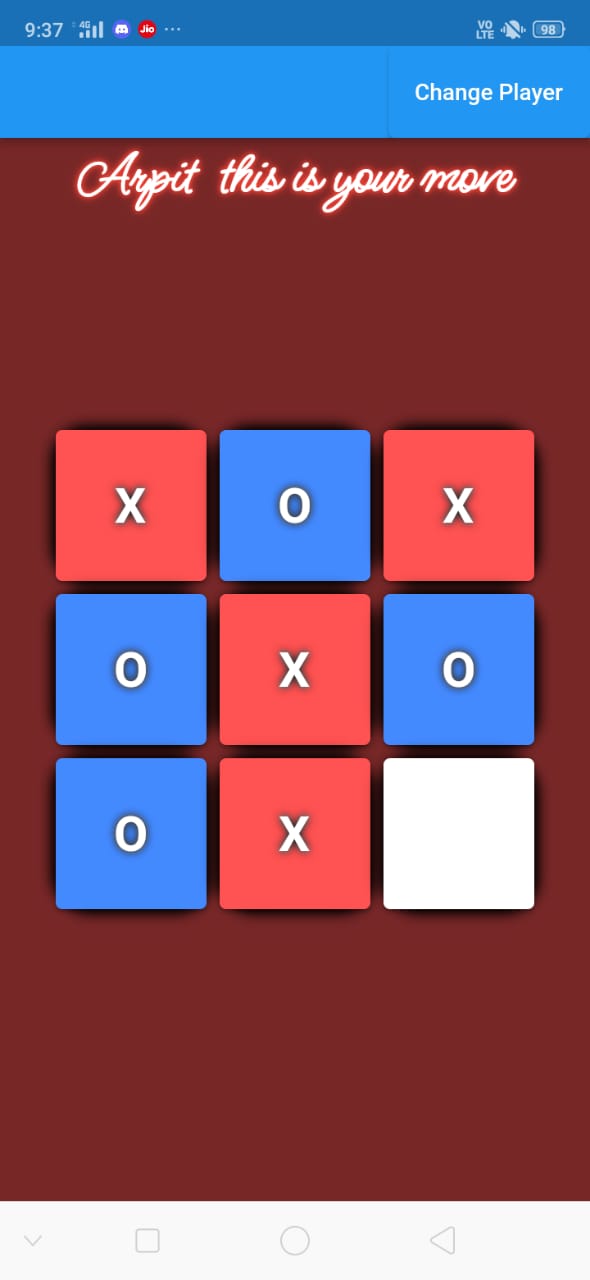 9:37 4G Jio ... VO LTE 98
Change Player
Arpit this is your move
X O X
O X O
O X